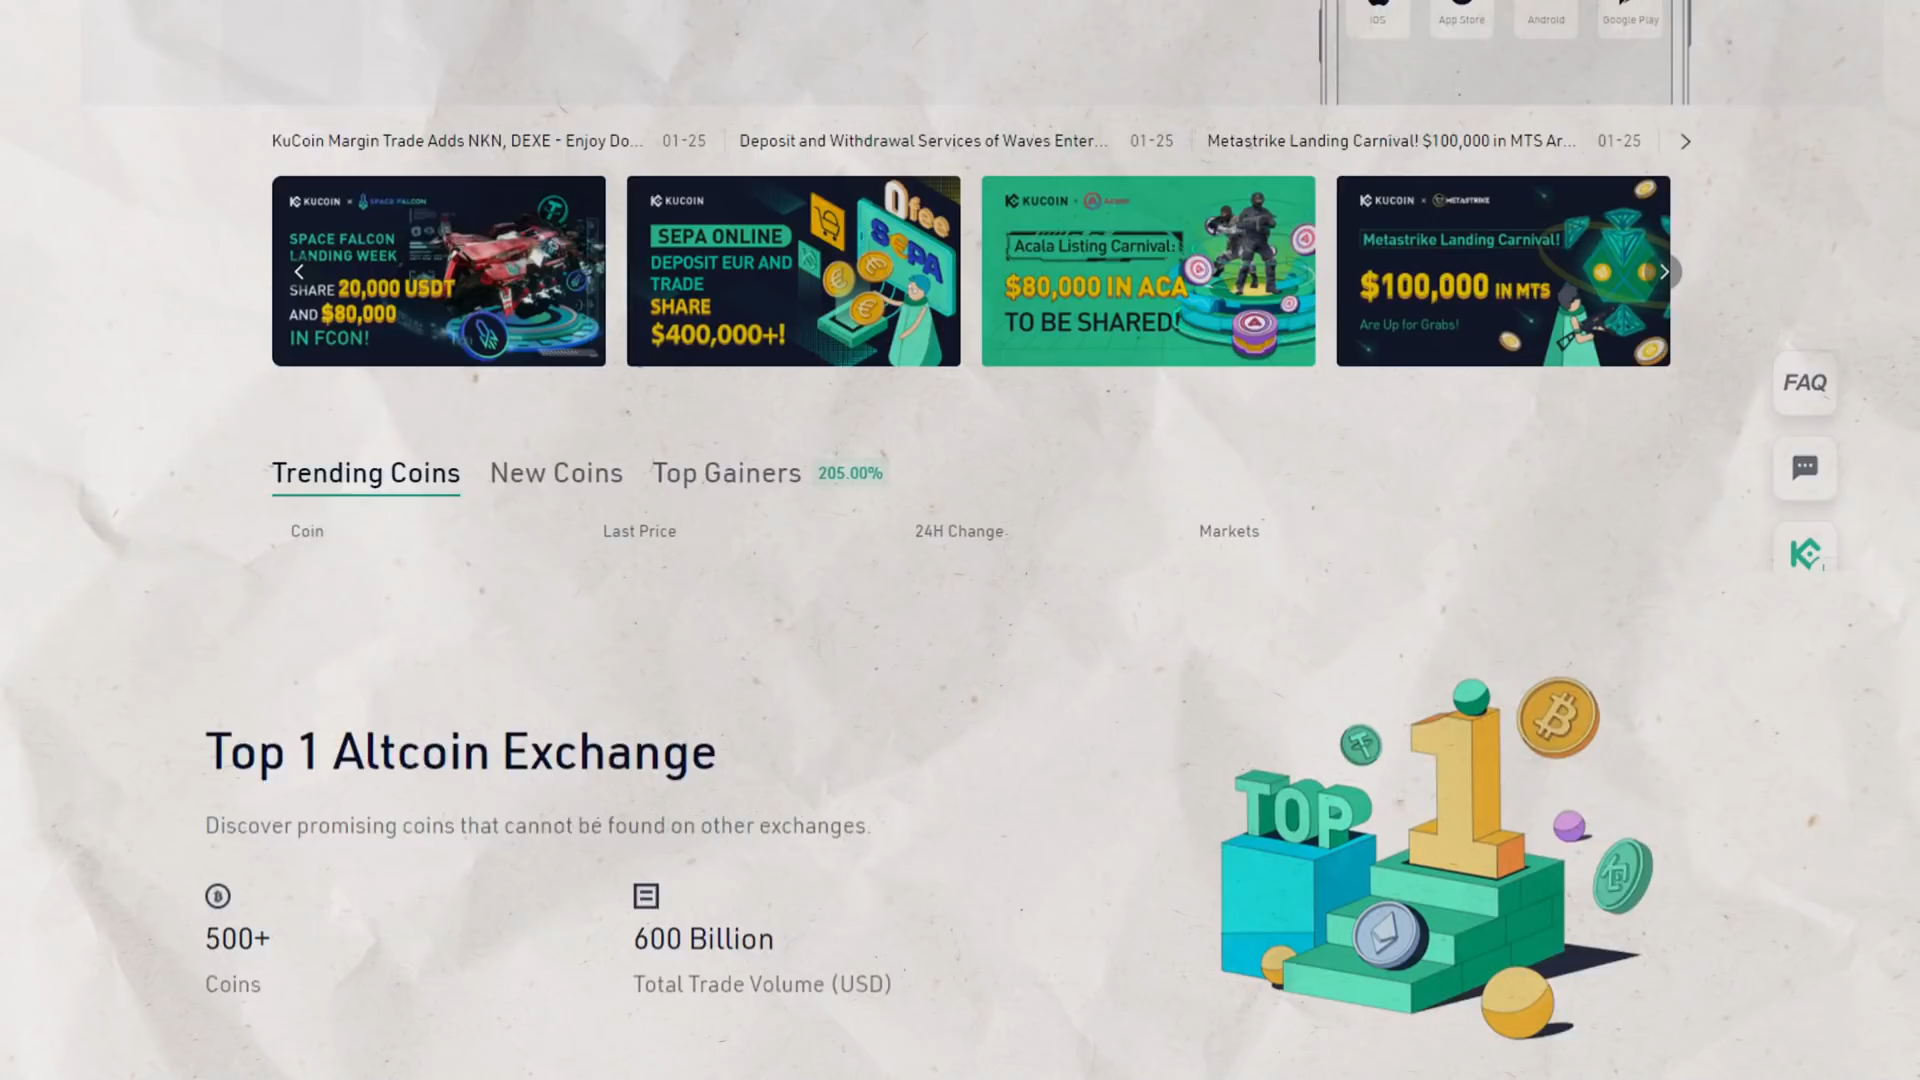 iOS
App Store
Android
Google Play
KuCoin Margin Trade Adds NKN, DEXE - Enjoy Do... 01-25
Deposit and Withdrawal Services of Waves Enter... 01-25
Metastrike Landing Carnival! $100,000 in MTS Ar... 01-25
KUCOIN × SPACE FALCON
SPACE FALCON
LANDING WEEK
SHARE 20,000 USDT
AND $80,000
IN FCON!
KUCOIN
SEPA ONLINE
DEPOSIT EUR AND
TRADE
SHARE
$400,000+!
0 fee
SEPA
KUCOIN × 
Acala Listing Carnival:
$80,000 IN ACA
TO BE SHARED!
KUCOIN × METASTRIKE
Metastrike Landing Carnival!
$100,000 IN MTS
Are Up for Grabs!
FAQ
Trending Coins
New Coins
Top Gainers 205.00%
Coin
Last Price
24H Change
Markets
Top 1 Altcoin Exchange
Discover promising coins that cannot be found on other exchanges.
500+
Coins
600 Billion
Total Trade Volume (USD)
TOP
1